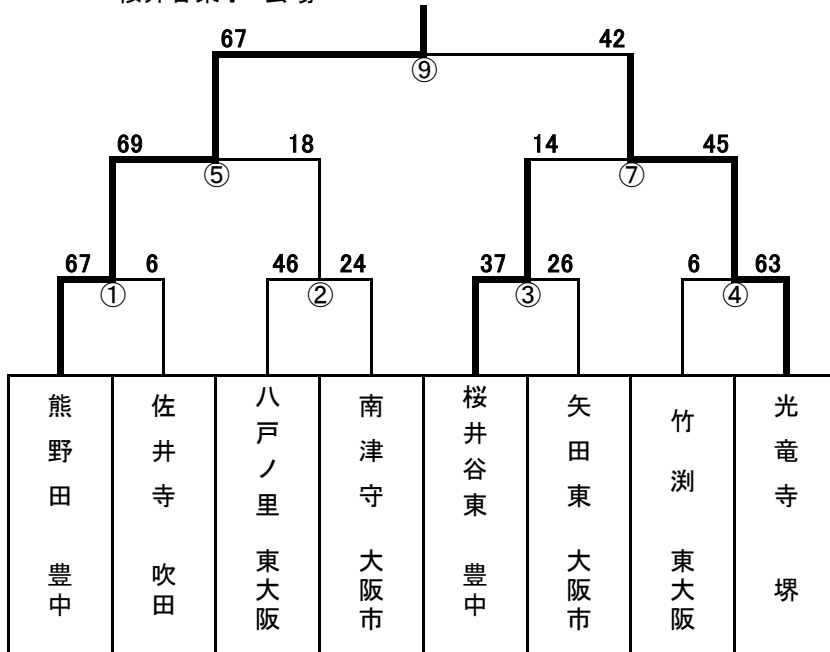 67 42
⑨
69 18 14 45
⑤ ⑦
67 6 46 24 37 26 6 63
① ② ③ ④
熊野田 豊中
佐井寺 吹田
八戸ノ里 東大阪
南津守 大阪市
桜井谷東 豊中
矢田東 大阪市
竹渕 東大阪
光竜寺 堺